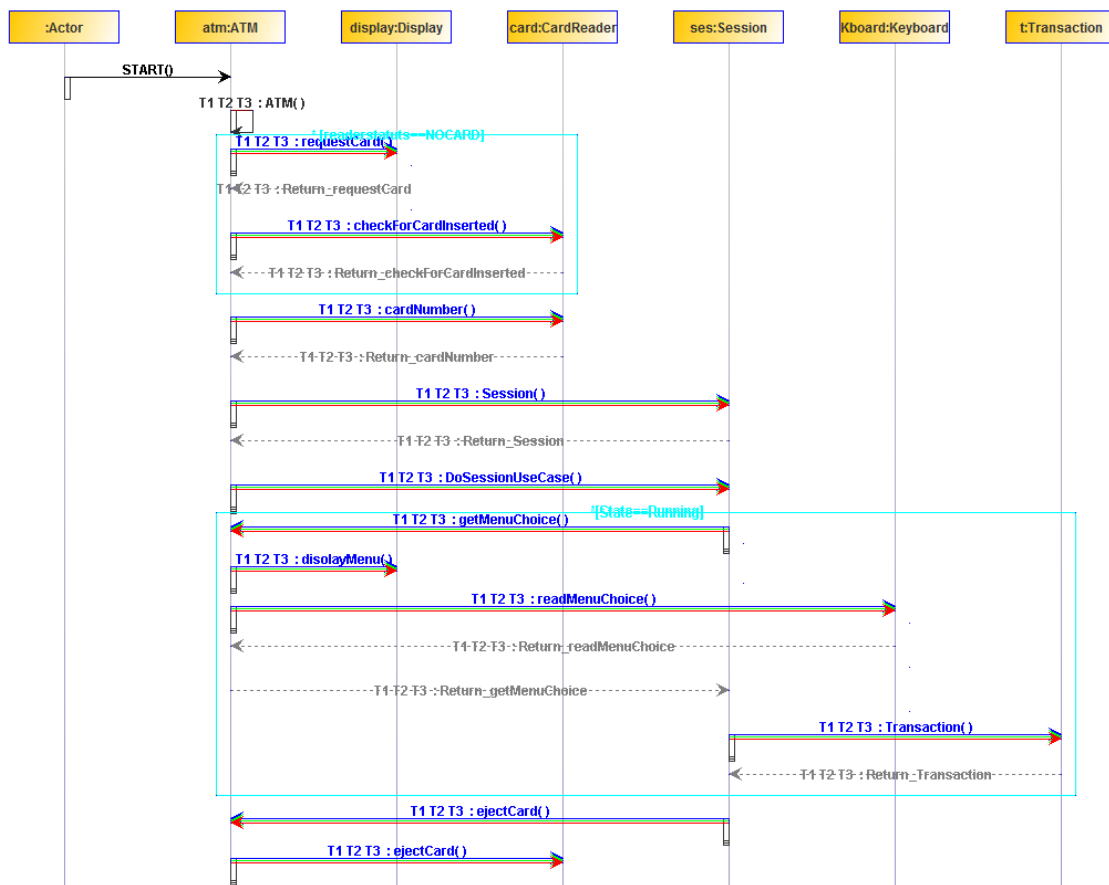 :Actor
atm:ATM
display:Display
card:CardReader
ses:Session
Kboard:Keyboard
t:Transaction
START()
T1 T2 T3 : ATM( )
* [readerstatuts==NOCARD]
T1 T2 T3 : requestCard( )
T1 T2 T3 : Return_requestCard
T1 T2 T3 : checkForCardInserted( )
T1 T2 T3 : Return_checkForCardInserted
T1 T2 T3 : cardNumber( )
T1 T2 T3 : Return_cardNumber
T1 T2 T3 : Session( )
T1 T2 T3 : Return_Session
T1 T2 T3 : DoSessionUseCase( )
*[State==Running]
T1 T2 T3 : getMenuChoice( )
T1 T2 T3 : disolayMenu( )
T1 T2 T3 : readMenuChoice( )
T1 T2 T3 : Return_readMenuChoice
T1 T2 T3 : Return_getMenuChoice
T1 T2 T3 : Transaction( )
T1 T2 T3 : Return_Transaction
T1 T2 T3 : ejectCard( )
T1 T2 T3 : ejectCard( )